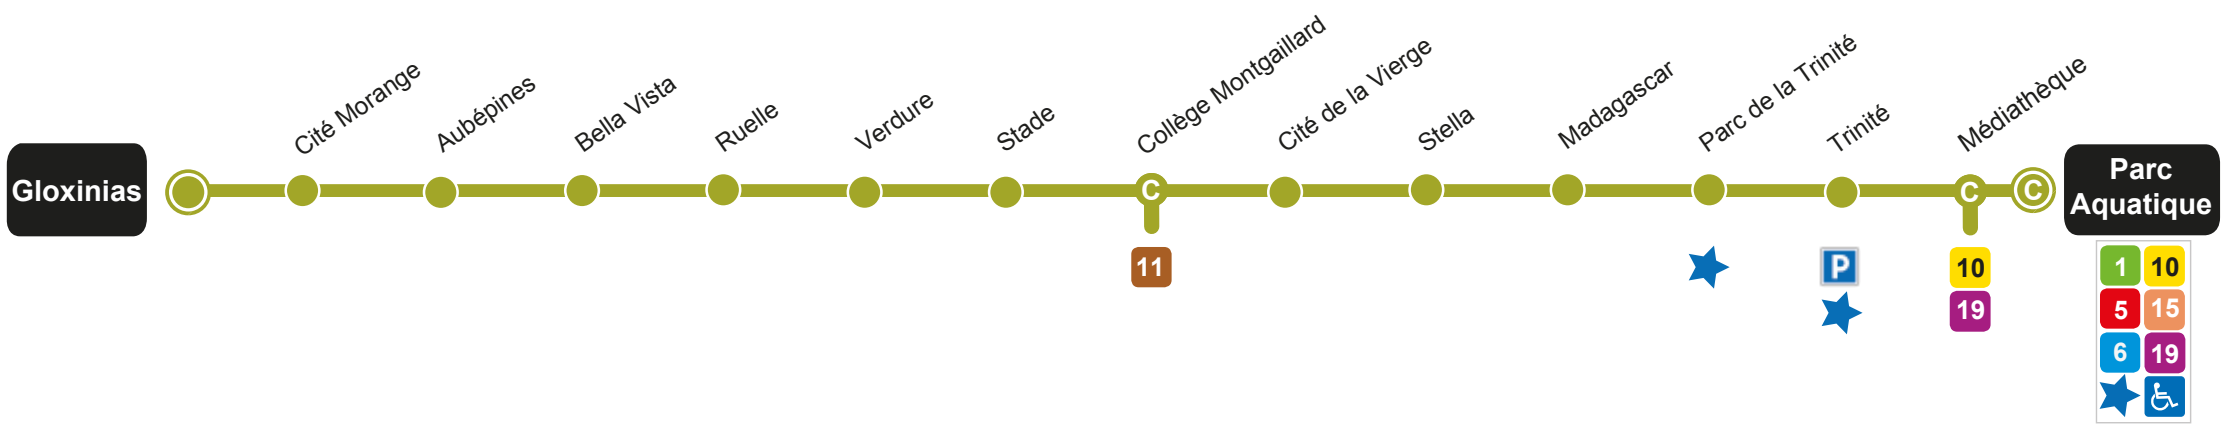 Gloxinias
Cité Morange
Aubépines
Bella Vista
Ruelle
Verdure
Stade
Collège Montgaillard
Cité de la Vierge
Stella
Madagascar
Parc de la Trinité
Trinité
Médiathèque
C
C
C
Parc
Aquatique
11
P
10
19
1 10
5 15
6 19